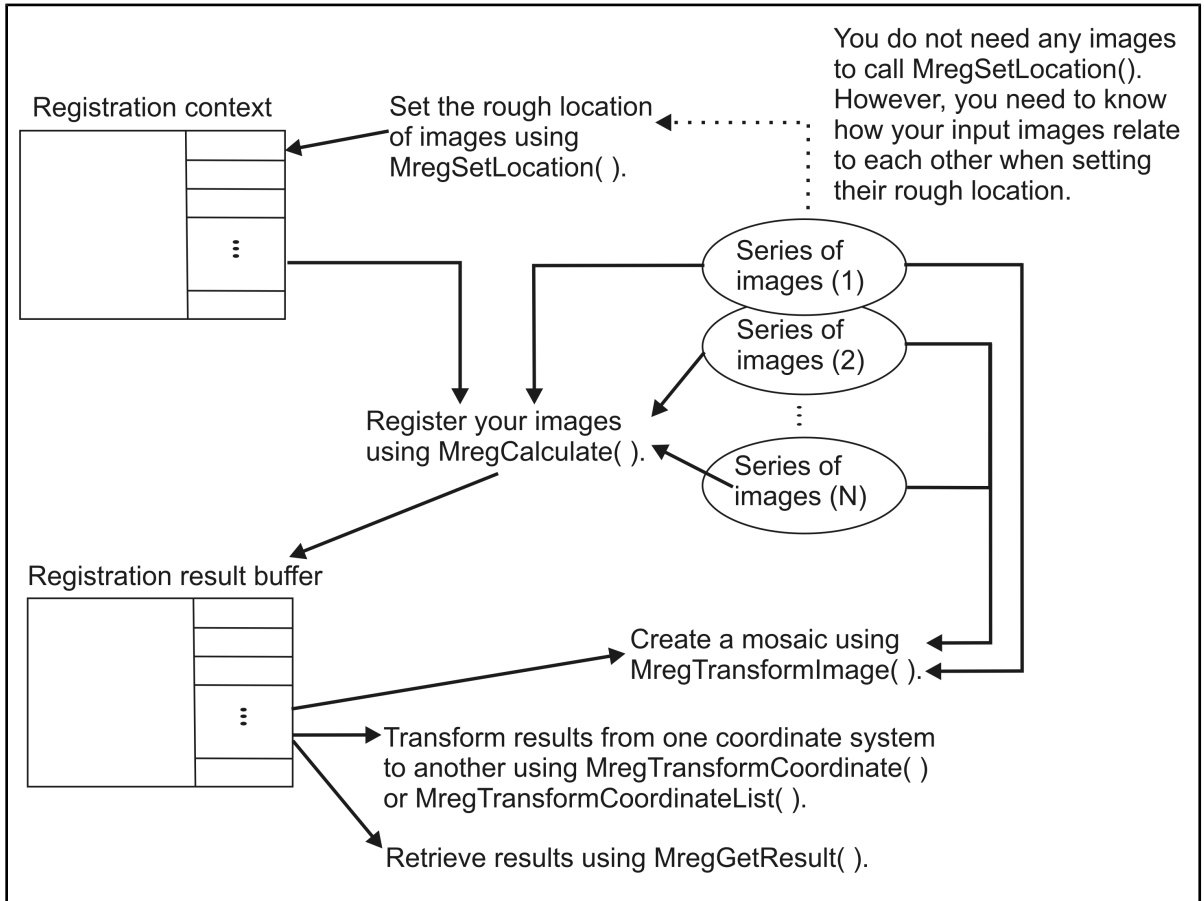 You do not need any images
to call MregSetLocation().
However, you need to know
how your input images relate
to each other when setting
their rough location.
Registration context
Set the rough location
of images using
MregSetLocation( ).
Series of
images (1)
Series of
images (2)
Series of
images (N)
Register your images
using MregCalculate( ).
Registration result buffer
Create a mosaic using
MregTransformImage( ).
Transform results from one coordinate system
to another using MregTransformCoordinate( )
or MregTransformCoordinateList( ).
Retrieve results using MregGetResult( ).